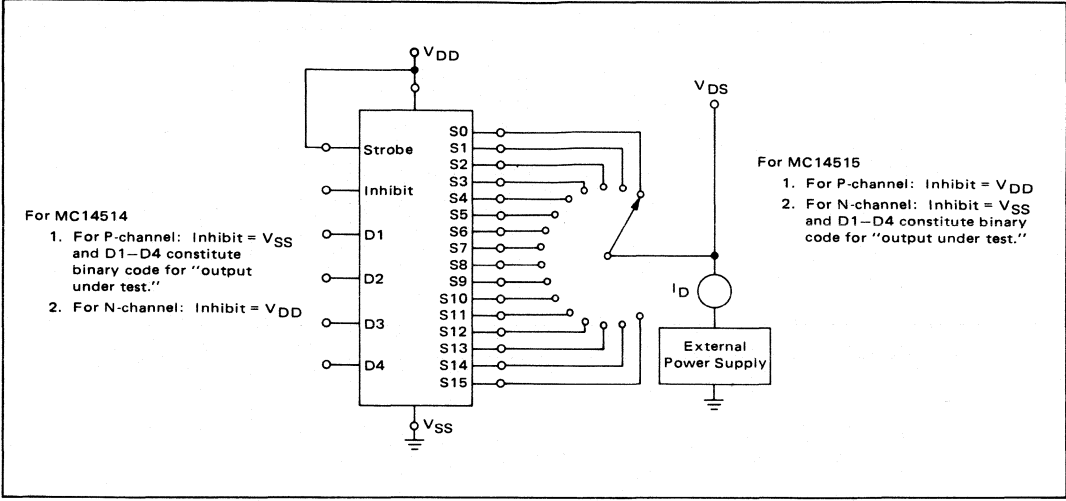 VDD
VDS
Strobe
Inhibit
D1
D2
D3
D4
S0
S1
S2
S3
S4
S5
S6
S7
S8
S9
S10
S11
S12
S13
S14
S15
VSS
For MC14514
1. For P-channel: Inhibit = VSS
and D1–D4 constitute
binary code for "output
under test."
2. For N-channel: Inhibit = VDD
For MC14515
1. For P-channel: Inhibit = VDD
2. For N-channel: Inhibit = VSS
and D1–D4 constitute binary
code for "output under test."
ID
External
Power Supply